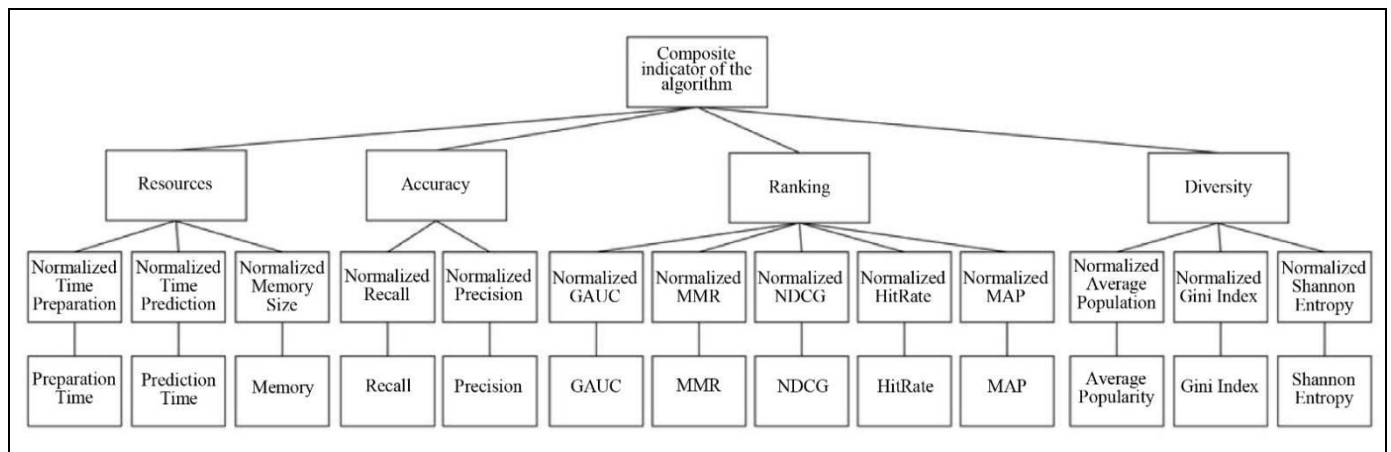 Composite
indicator of the
algorithm
Resources
Accuracy
Ranking
Diversity
Normalized
Time
Preparation
Normalized
Time
Prediction
Normalized
Memory
Size
Normalized
Recall
Normalized
Precision
Normalized
GAUC
Normalized
MMR
Normalized
NDCG
Normalized
HitRate
Normalized
MAP
Normalized
Average
Population
Normalized
Gini Index
Normalized
Shannon
Entropy
Preparation
Time
Prediction
Time
Memory
Recall
Precision
GAUC
MMR
NDCG
HitRate
MAP
Average
Popularity
Gini Index
Shannon
Entropy